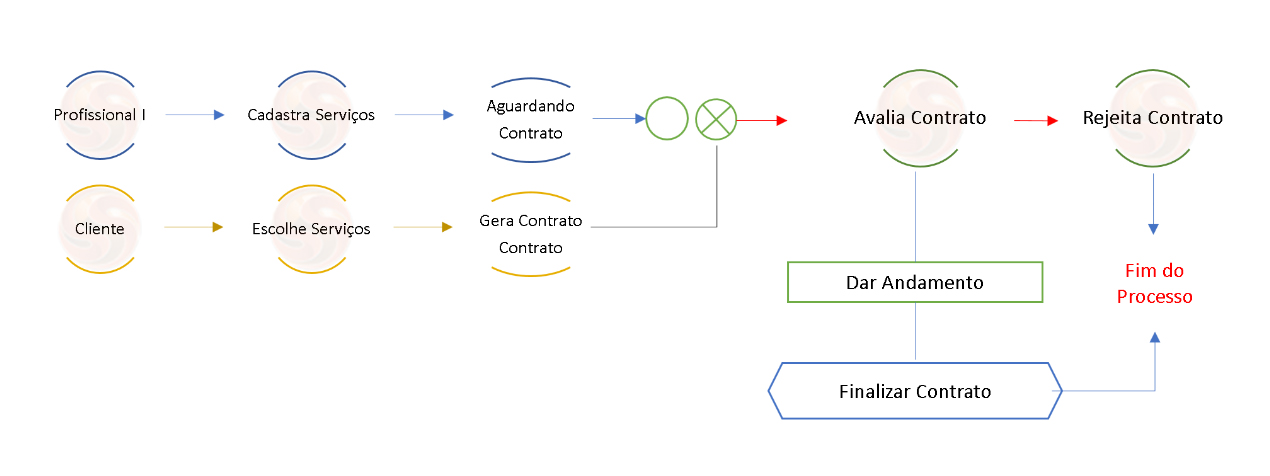 Profissional I
Cadastra Serviços
Aguardando
Contrato
Avalia Contrato
Rejeita Contrato
Cliente
Escolhe Serviços
Gera Contrato
Contrato
Dar Andamento
Fim do
Processo
Finalizar Contrato